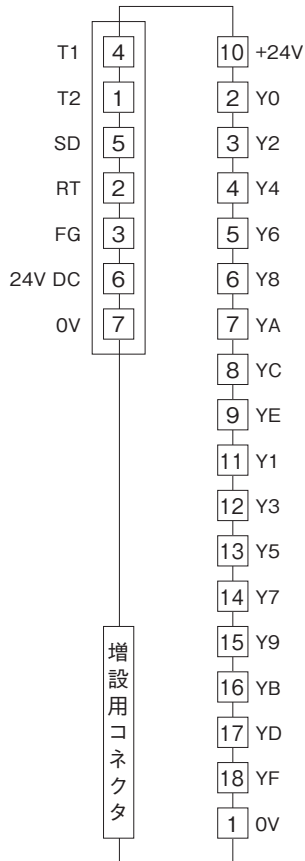 T1 4
T2 1
SD 5
RT 2
FG 3
24V DC 6
0V 7
増設用コネクタ
10 +24V
2 Y0
3 Y2
4 Y4
5 Y6
6 Y8
7 YA
8 YC
9 YE
11 Y1
12 Y3
13 Y5
14 Y7
15 Y9
16 YB
17 YD
18 YF
1 0V